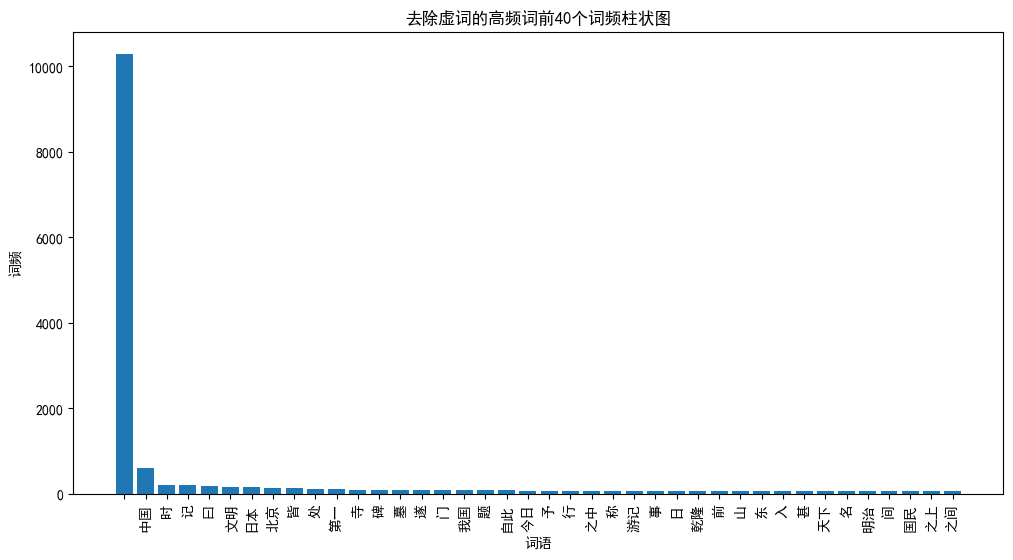 去除虚词的高频词前40个词频柱状图
词频
10000
8000
6000
4000
2000
0
中国
时
记
曰
文明
日本
北京
皆
处
第一
寺
碑
墓
遂
门
我国
题
自此
今日
予
行
之中
称
游记
事
日
乾隆
前
山
东
入
甚
天下
名
明治
间
国民
之上
之间
词语